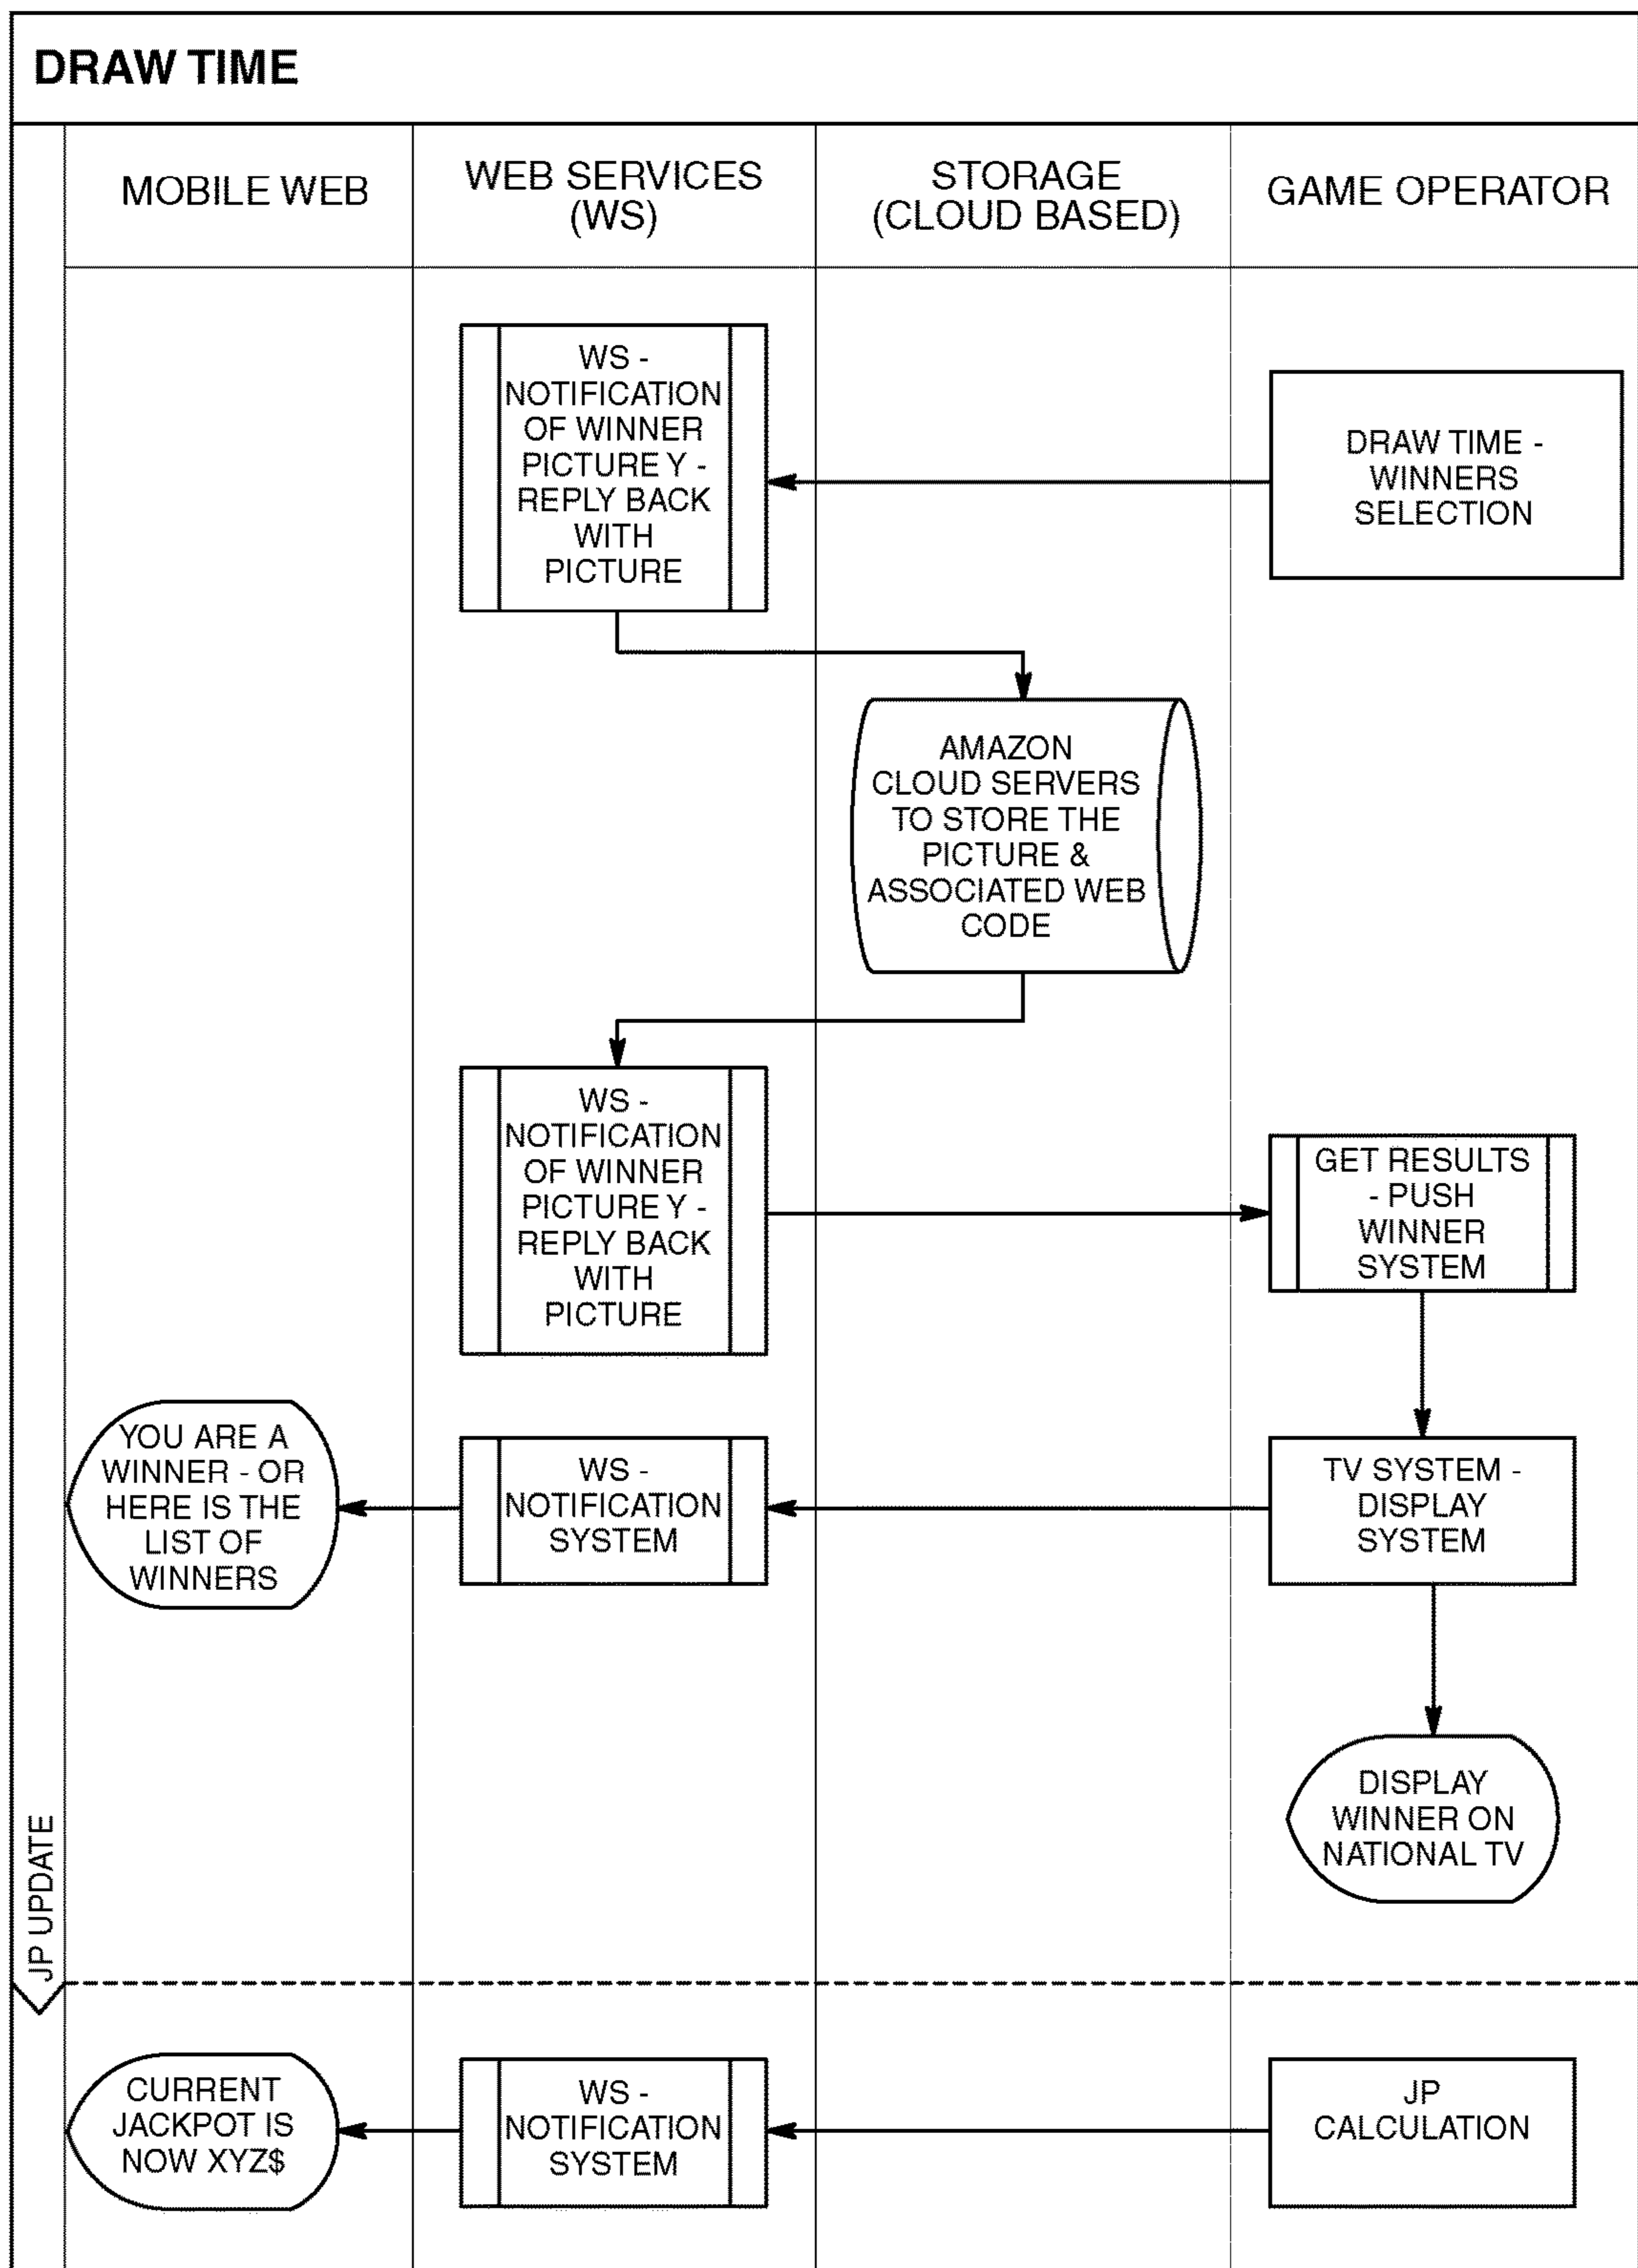 DRAW TIME
MOBILE WEB
WEB SERVICES
(WS)
STORAGE
(CLOUD BASED)
GAME OPERATOR
WS -
NOTIFICATION
OF WINNER
PICTURE Y -
REPLY BACK
WITH
PICTURE
DRAW TIME -
WINNERS
SELECTION
AMAZON
CLOUD SERVERS
TO STORE THE
PICTURE &
ASSOCIATED WEB
CODE
WS -
NOTIFICATION
OF WINNER
PICTURE Y -
REPLY BACK
WITH
PICTURE
GET RESULTS
- PUSH
WINNER
SYSTEM
YOU ARE A
WINNER - OR
HERE IS THE
LIST OF
WINNERS
WS -
NOTIFICATION
SYSTEM
TV SYSTEM -
DISPLAY
SYSTEM
DISPLAY
WINNER ON
NATIONAL TV
JP UPDATE
CURRENT
JACKPOT IS
NOW XYZ$
WS -
NOTIFICATION
SYSTEM
JP
CALCULATION